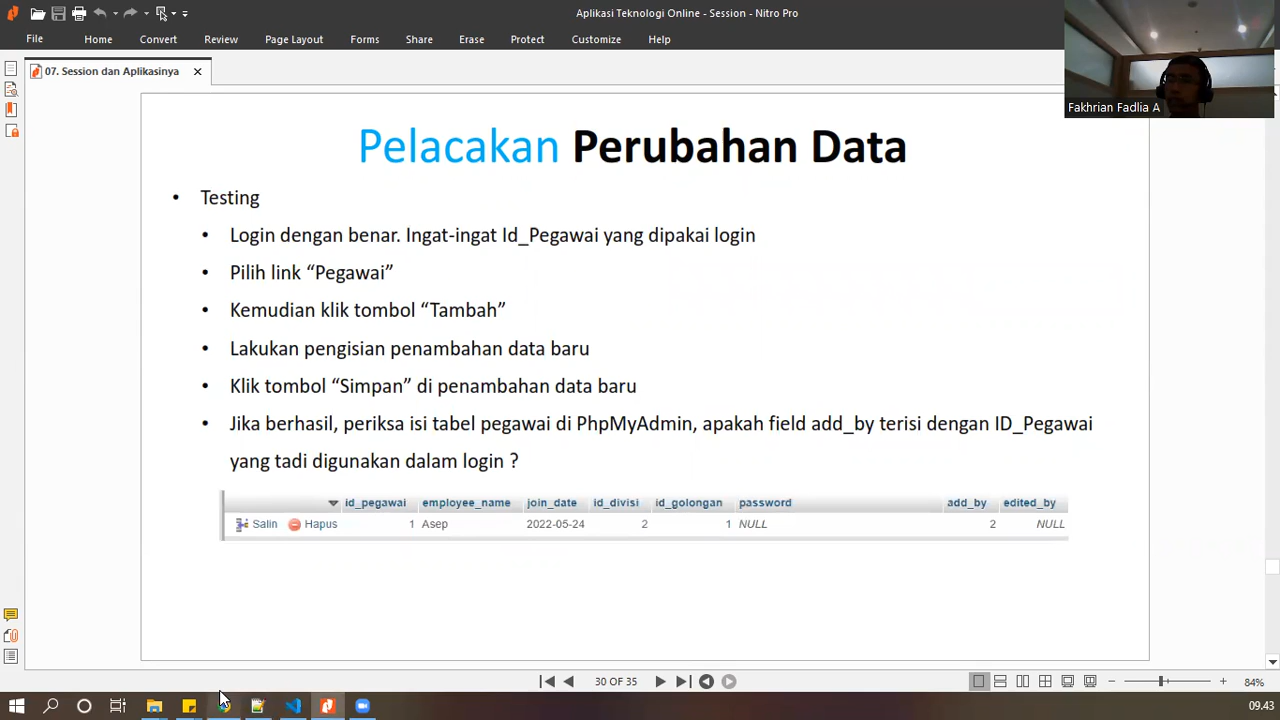 Aplikasi Teknologi Online - Session - Nitro Pro
File Home Convert Review Page Layout Forms Share Erase Protect Customize Help
07. Session dan Aplikasinya
Fakhrian Fadlia A
Pelacakan Perubahan Data
• Testing
• Login dengan benar. Ingat-ingat Id_Pegawai yang dipakai login
• Pilih link “Pegawai”
• Kemudian klik tombol “Tambah”
• Lakukan pengisian penambahan data baru
• Klik tombol “Simpan” di penambahan data baru
• Jika berhasil, periksa isi tabel pegawai di PhpMyAdmin, apakah field add_by terisi dengan ID_Pegawai
yang tadi digunakan dalam login ?
id_pegawai employee_name join_date id_divisi id_golongan password add_by edited_by
Salin Hapus 1 Asep 2022-05-24 2 1 NULL 2 NULL
30 OF 35
84%
09.43